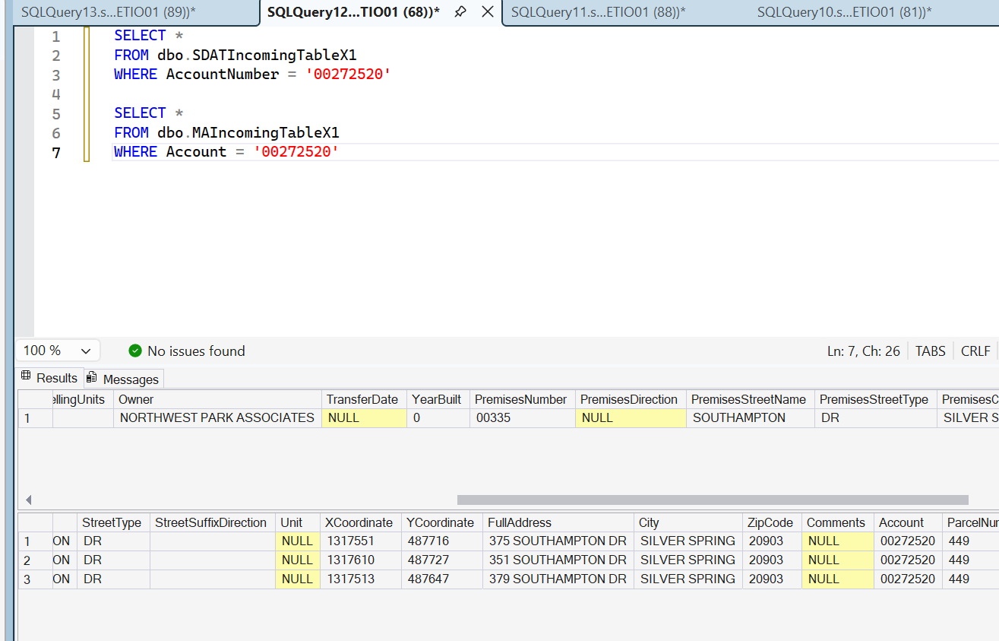 SQLQuery13.s...ETIO01 (89))* SQLQuery12...TIO01 (68))* SQLQuery11.s...ETIO01 (88))* SQLQuery10.s...ETIO01 (81))*
1 SELECT *
2 FROM dbo.SDATIncomingTableX1
3 WHERE AccountNumber = '00272520'
4
5 SELECT *
6 FROM dbo.MAIncomingTableX1
7 WHERE Account = '00272520'
100 % No issues found Ln: 7, Ch: 26 TABS CRLF
Results Messages
ellingUnits Owner TransferDate YearBuilt PremisesNumber PremisesDirection PremisesStreetName PremisesStreetType PremisesC
1 NORTHWEST PARK ASSOCIATES NULL 0 00335 NULL SOUTHAMPTON DR SILVER S
StreetType StreetSuffixDirection Unit XCoordinate YCoordinate FullAddress City ZipCode Comments Account ParcelNur
1 ON DR NULL 1317551 487716 375 SOUTHAMPTON DR SILVER SPRING 20903 NULL 00272520 449
2 ON DR NULL 1317610 487727 351 SOUTHAMPTON DR SILVER SPRING 20903 NULL 00272520 449
3 ON DR NULL 1317513 487647 379 SOUTHAMPTON DR SILVER SPRING 20903 NULL 00272520 449